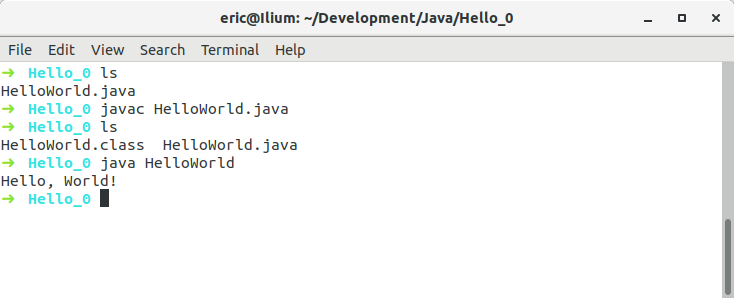 eric@Ilium: ~/Development/Java/Hello_0
File Edit View Search Terminal Help
➜ Hello_0 ls
HelloWorld.java
➜ Hello_0 javac HelloWorld.java
➜ Hello_0 ls
HelloWorld.class  HelloWorld.java
➜ Hello_0 java HelloWorld
Hello, World!
➜ Hello_0